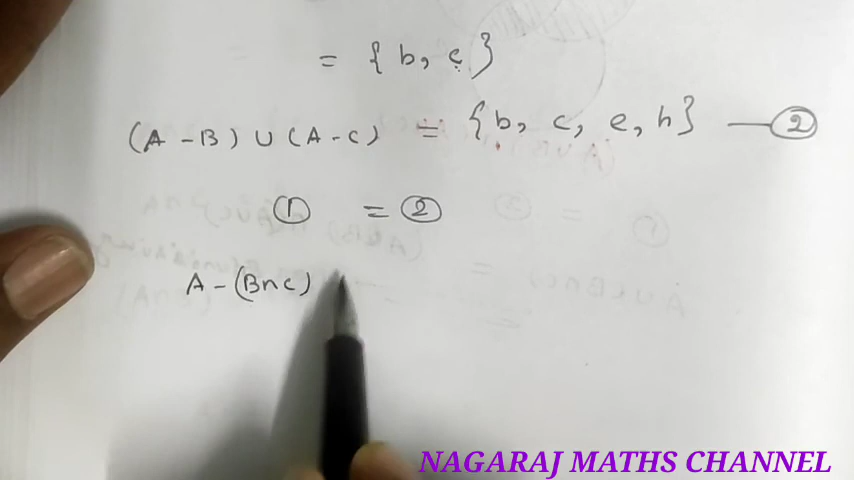 = { b, c }
(A - B) ∪ (A - C) = { b, c, e, h } — ②
① = ②
A - (B∩C)
NAGARAJ MATHS CHANNEL